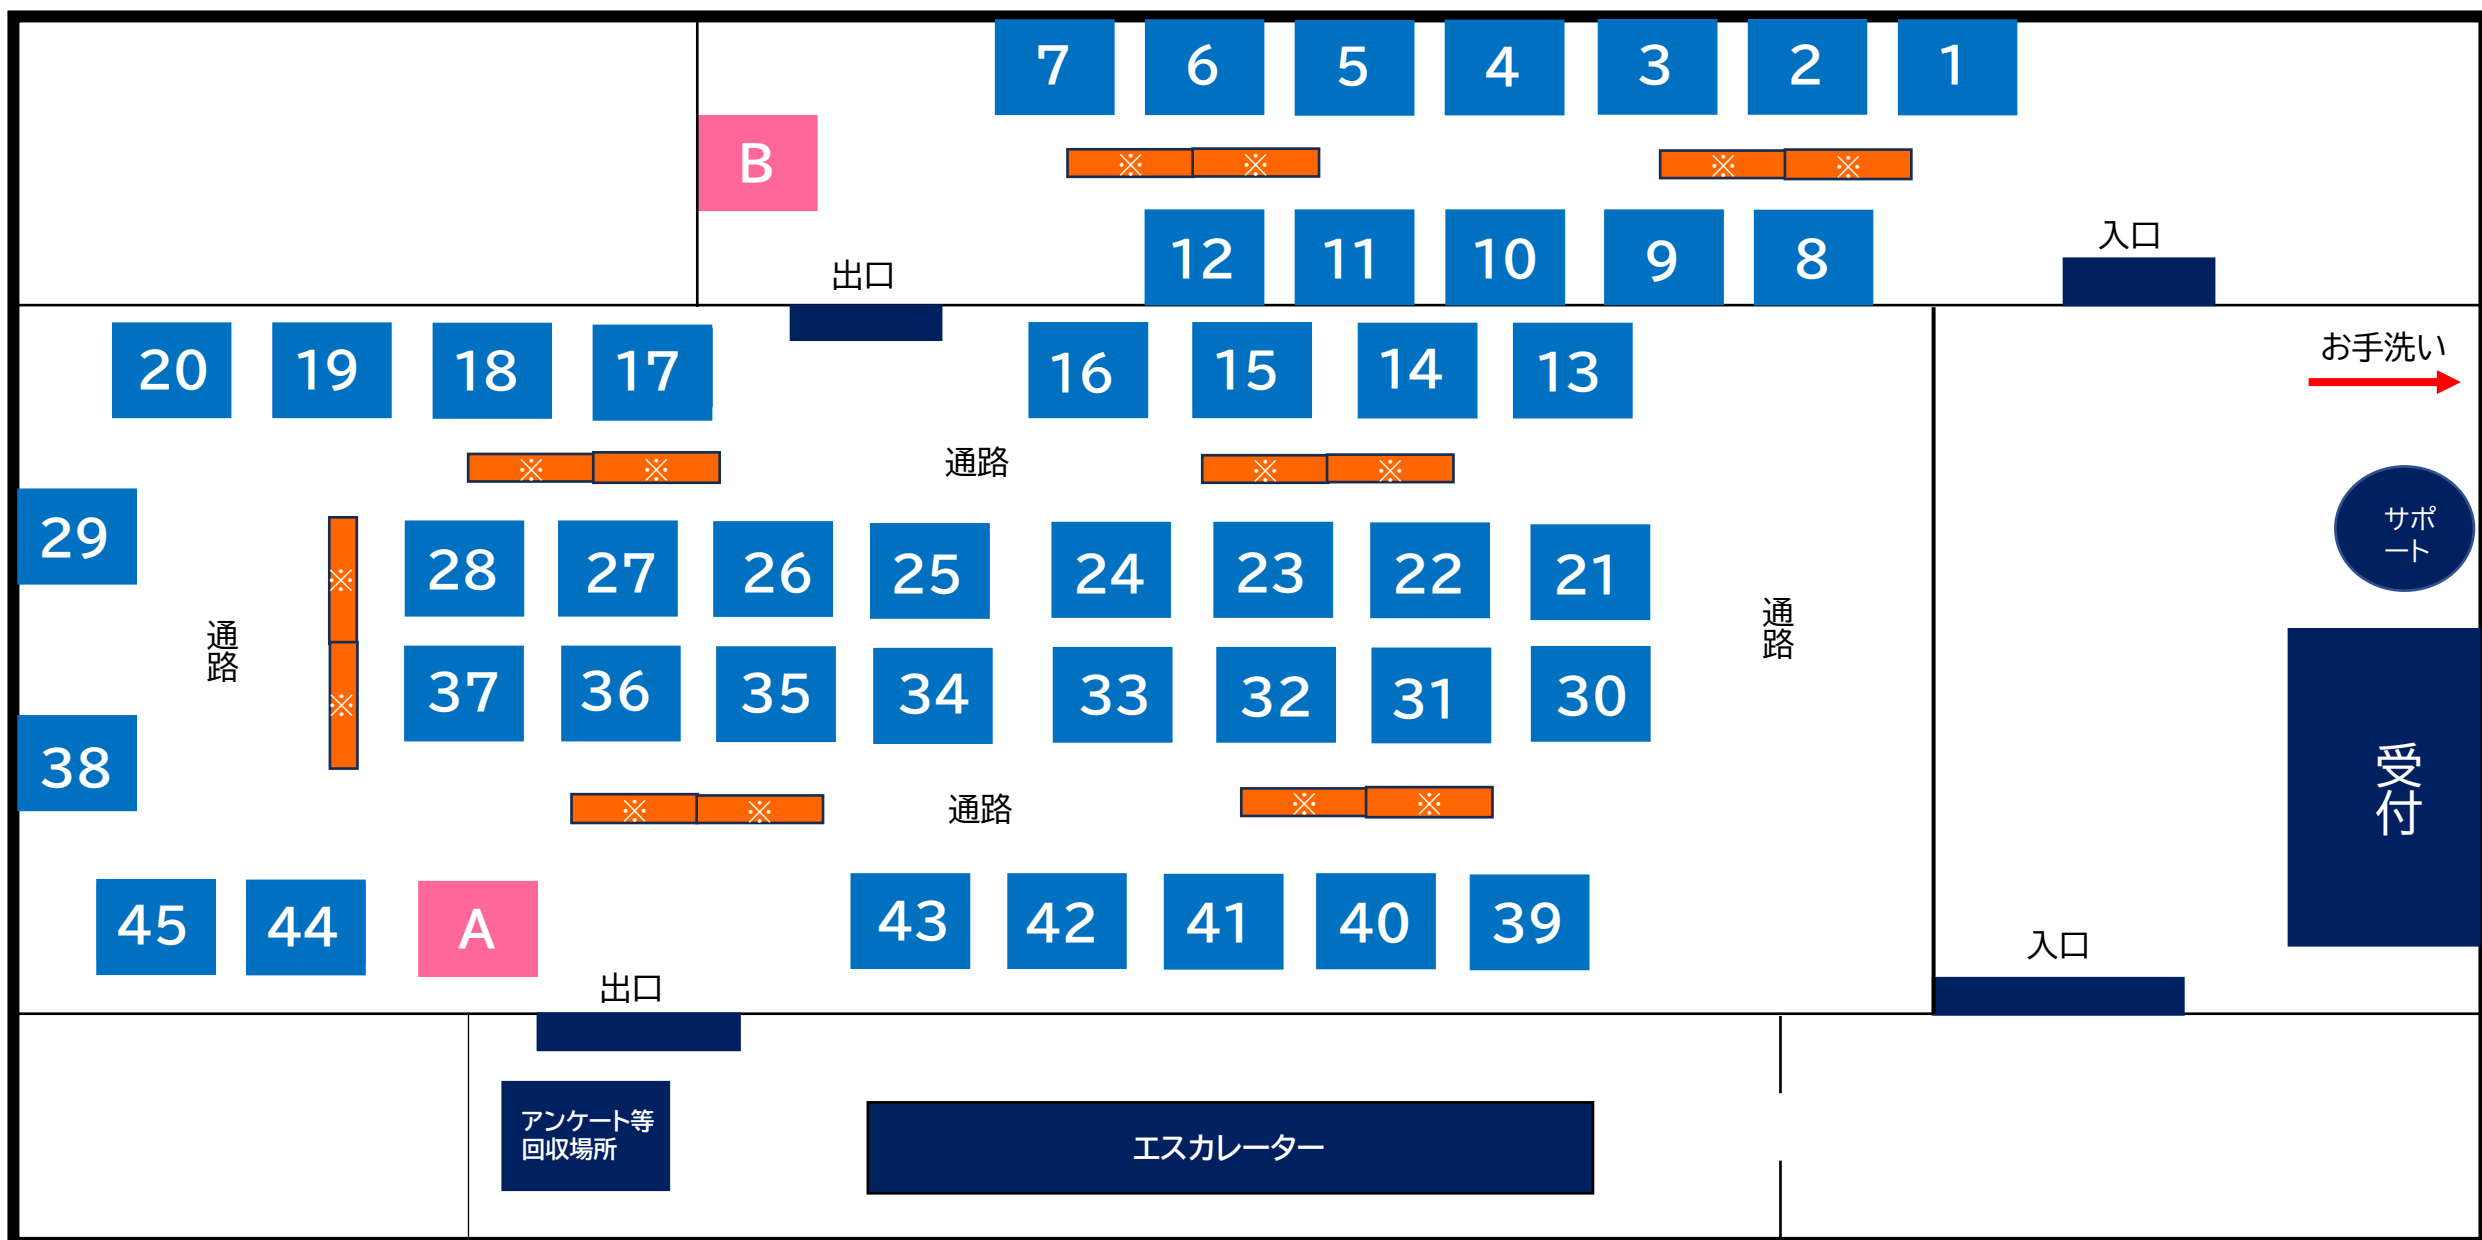 7 6 5 4 3 2 1
B
※ ※ ※ ※
12 11 10 9 8
入口
出口
お手洗い
20 19 18 17 16 15 14 13
通路
※ ※ ※ ※
サポ
ート
29
※
28 27 26 25 24 23 22 21
通路
通路
37 36 35 34 33 32 31 30
※
38
受付
※ ※ 通路 ※ ※
45 44 A 43 42 41 40 39
入口
出口
アンケート等
回収場所
エスカレーター